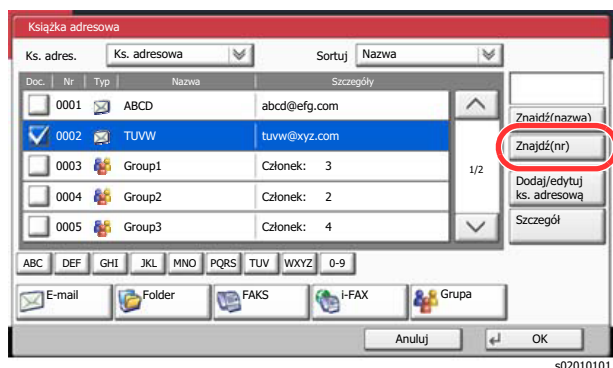 Książka adresowa
Ks. adres. Ks. adresowa Sortuj Nazwa
Doc. Nr Typ Nazwa Szczegóły
0001 ABCD abcd@efg.com
0002 TUVW tuvw@xyz.com
0003 Group1 Członek: 3
0004 Group2 Członek: 2
0005 Group3 Członek: 4
1/2
Znajdź(nazwa)
Znajdź(nr)
Dodaj/edytuj
ks. adresową
Szczegół
ABC DEF GHI JKL MNO PQRS TUV WXYZ 0-9
E-mail Folder FAKS i-FAX Grupa
Anuluj OK
s02010101